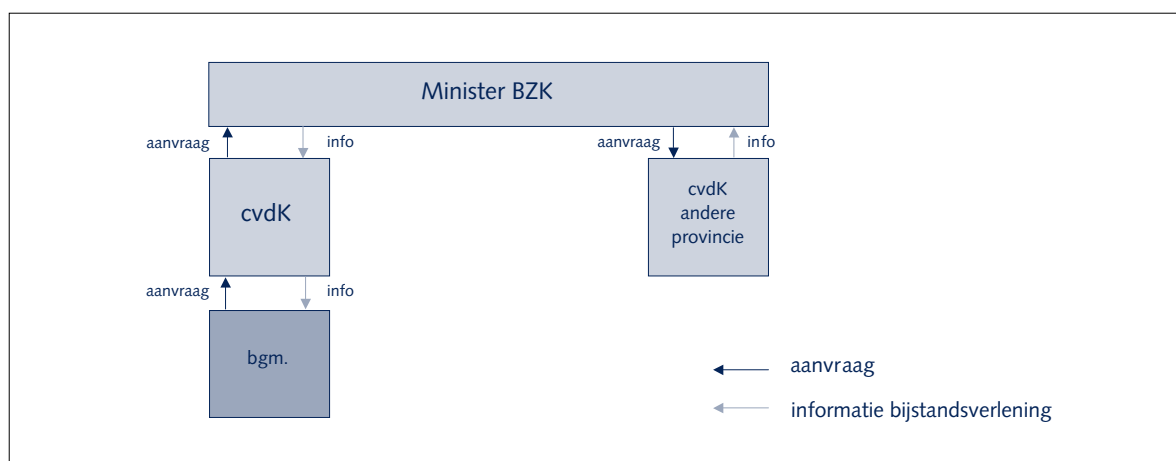 Minister BZK
aanvraag
info
aanvraag
info
cvdK
cvdK
andere
provincie
aanvraag
info
bgm.
aanvraag
informatie bijstandsverlening